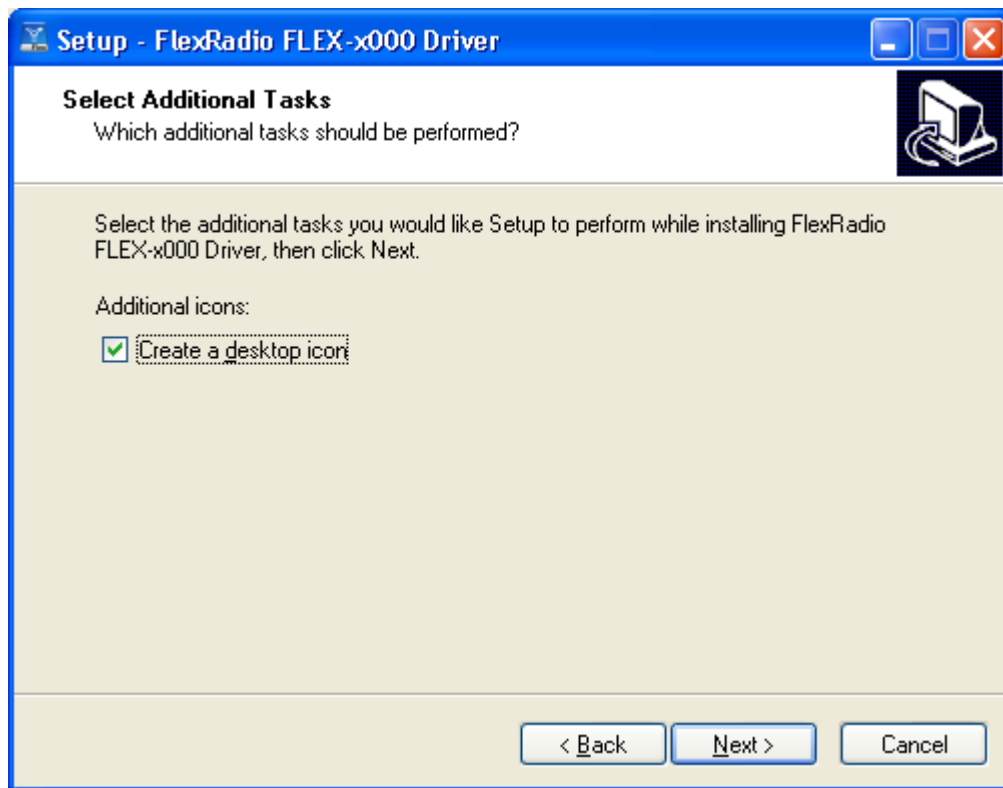 Setup - FlexRadio FLEX-x000 Driver
Select Additional Tasks
Which additional tasks should be performed?
Select the additional tasks you would like Setup to perform while installing FlexRadio
FLEX-x000 Driver, then click Next.
Additional icons:
Create a desktop icon
< Back
Next >
Cancel